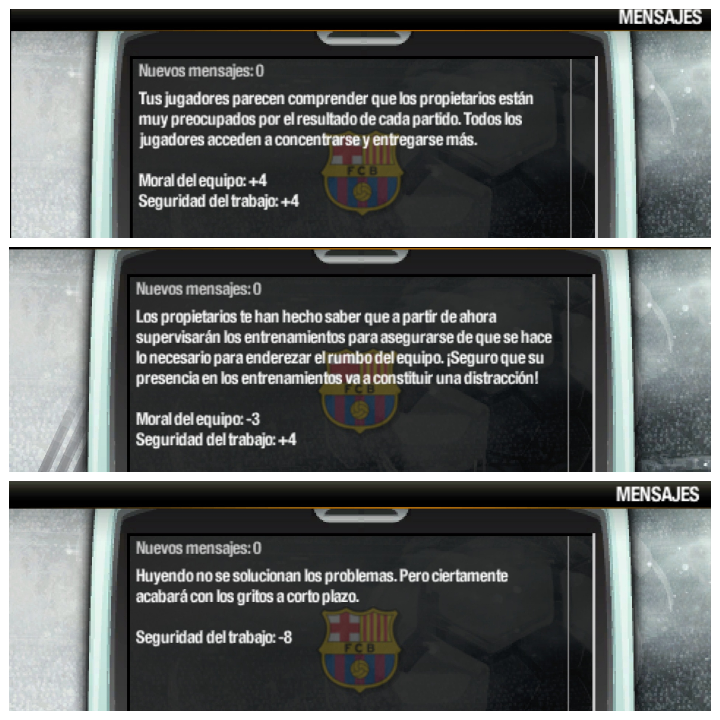 MENSAJES
Nuevos mensajes: 0
Tus jugadores parecen comprender que los propietarios están
muy preocupados por el resultado de cada partido. Todos los
jugadores acceden a concentrarse y entregarse más.
Moral del equipo: +4
Seguridad del trabajo: +4
FCB
Nuevos mensajes: 0
Los propietarios te han hecho saber que a partir de ahora
supervisarán los entrenamientos para asegurarse de que se hace
lo necesario para enderezar el rumbo del equipo. ¡Seguro que su
presencia en los entrenamientos va a constituir una distracción!
Moral del equipo: -3
Seguridad del trabajo: +4
FCB
MENSAJES
Nuevos mensajes: 0
Huyendo no se solucionan los problemas. Pero ciertamente
acabará con los gritos a corto plazo.
Seguridad del trabajo: -8
FCB